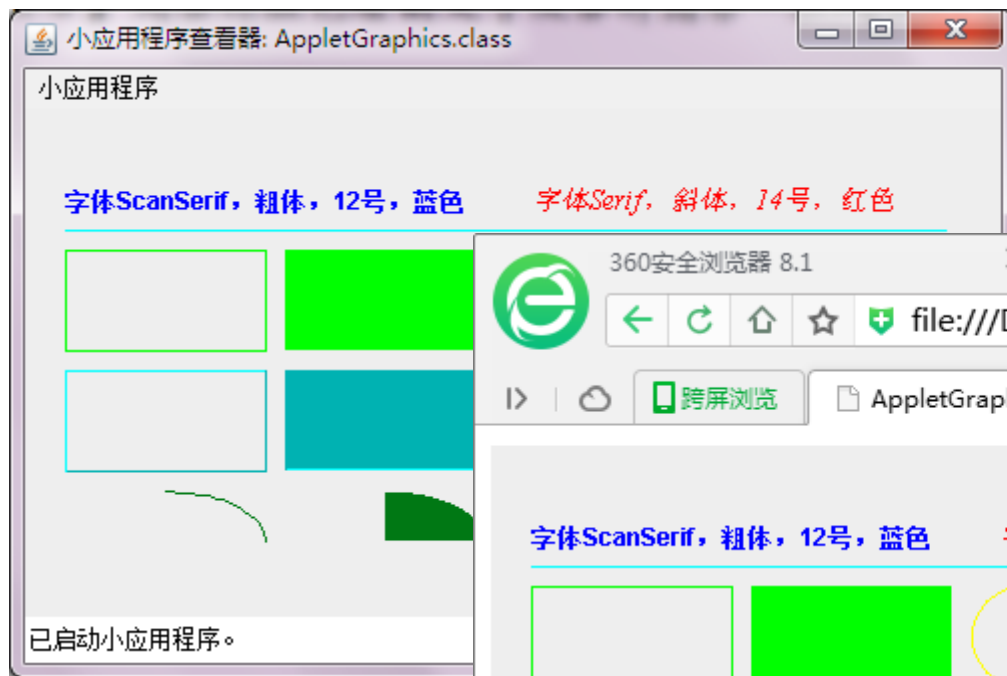 小应用程序查看器: AppletGraphics.class
小应用程序
字体ScanSerif，粗体，12号，蓝色
字体Serif，斜体，14号，红色
360安全浏览器 8.1
file:///D
跨屏浏览
AppletGrap
字体ScanSerif，粗体，12号，蓝色
已启动小应用程序。